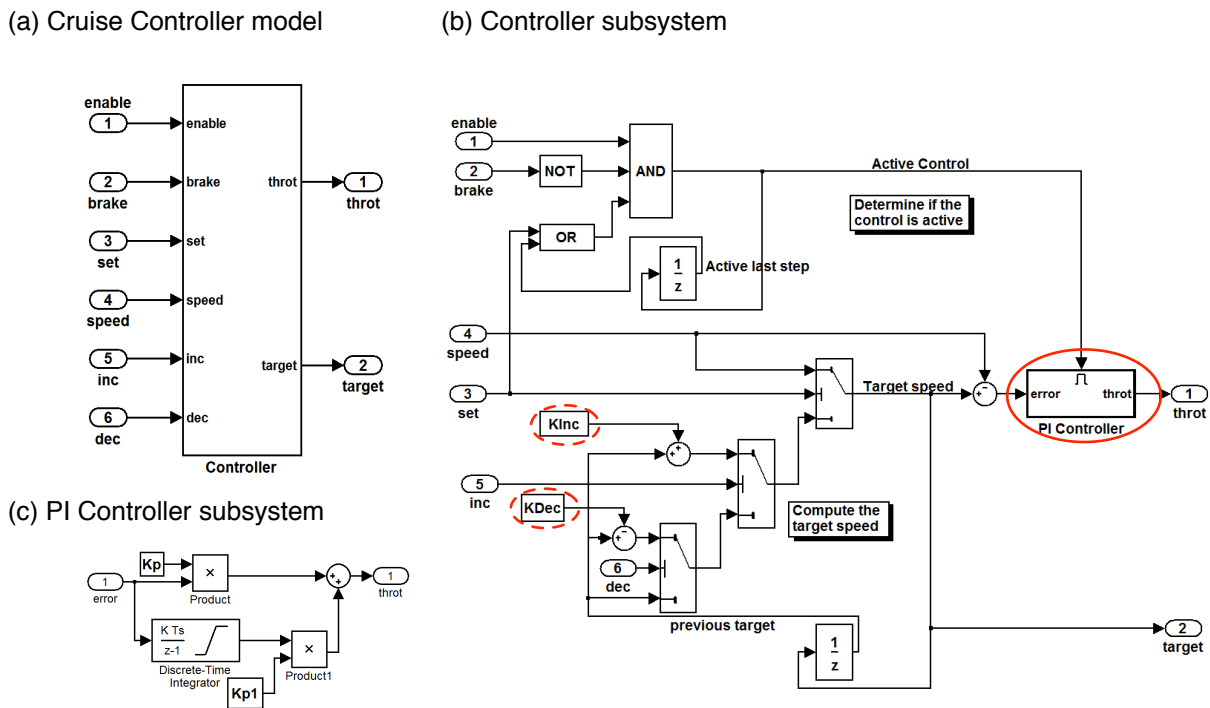 (a) Cruise Controller model
enable
1
enable
2
brake
brake
3
set
set
4
speed
speed
5
inc
inc
6
dec
dec
throt
1
throt
target
2
target
Controller
(b) Controller subsystem
enable
1
2
brake
NOT
AND
Active Control
Determine if the
control is active
OR
1
z
Active last step
4
speed
3
set
Target speed
+
−
error
throt
PI Controller
1
throt
KInc
+
+
5
inc
KDec
+
−
6
dec
Compute the
target speed
previous target
1
z
2
target
(c) PI Controller subsystem
1
error
Kp
×
Product
+
+
1
throt
K Ts
z-1
Discrete-Time
Integrator
×
Product1
Kp1